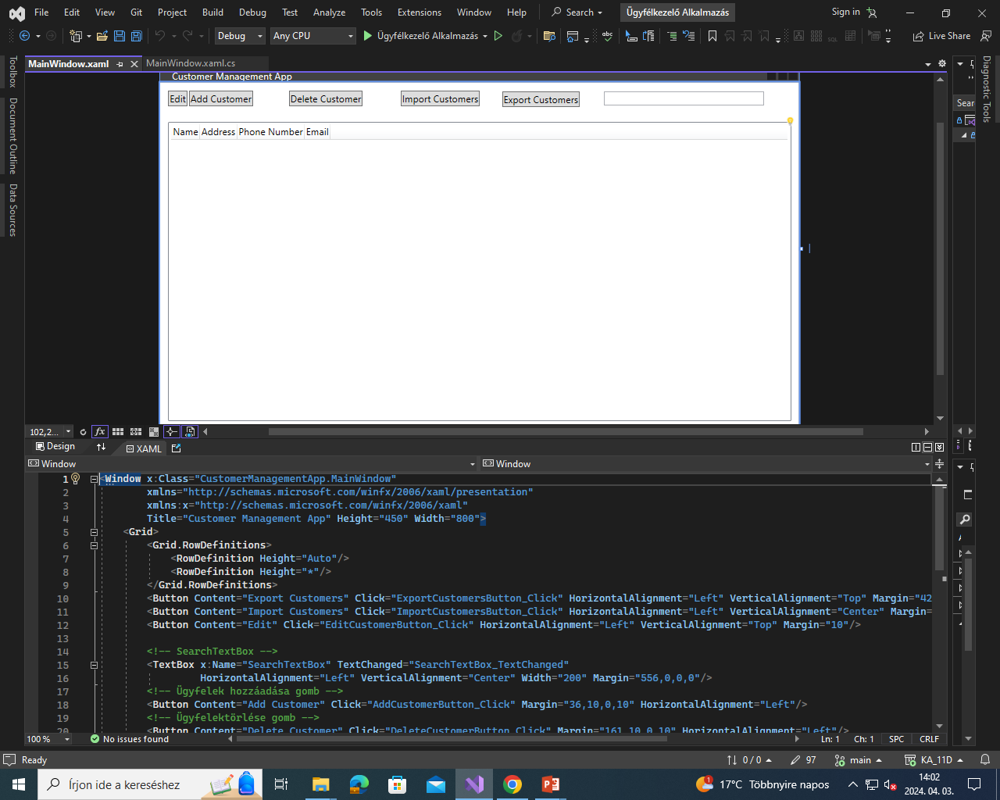 File Edit View Git Project Build Debug Test Analyze Tools Extensions Window Help Search Ügyfélkezelő Alkalmazás Sign in
Debug Any CPU Ügyfélkezelő Alkalmazás Live Share
MainWindow.xaml MainWindow.xaml.cs
Toolbox
Document Outline
Data Sources
Diagnostic Tools
Customer Management App
Edit Add Customer Delete Customer Import Customers Export Customers
Name Address Phone Number Email
Sear
102,2... fx
Design XAML
Window Window
1 <Window x:Class="CustomerManagementApp.MainWindow"
2 xmlns="http://schemas.microsoft.com/winfx/2006/xaml/presentation"
3 xmlns:x="http://schemas.microsoft.com/winfx/2006/xaml"
4 Title="Customer Management App" Height="450" Width="800">
5 <Grid>
6 <Grid.RowDefinitions>
7 <RowDefinition Height="Auto"/>
8 <RowDefinition Height="*"/>
9 </Grid.RowDefinitions>
10 <Button Content="Export Customers" Click="ExportCustomersButton_Click" HorizontalAlignment="Left" VerticalAlignment="Top" Margin="42
11 <Button Content="Import Customers" Click="ImportCustomersButton_Click" HorizontalAlignment="Left" VerticalAlignment="Center" Margin=
12 <Button Content="Edit" Click="EditCustomerButton_Click" HorizontalAlignment="Left" VerticalAlignment="Top" Margin="10"/>
13
14 <!-- SearchTextBox -->
15 <TextBox x:Name="SearchTextBox" TextChanged="SearchTextBox_TextChanged"
16 HorizontalAlignment="Left" VerticalAlignment="Center" Width="200" Margin="556,0,0,0"/>
17 <!-- Ügyfelek hozzáadása gomb -->
18 <Button Content="Add Customer" Click="AddCustomerButton_Click" Margin="36,10,0,10" HorizontalAlignment="Left"/>
19 <!-- Ügyfelektörlése gomb -->
20 <Button Content="Delete Customer" Click="DeleteCustomerButton_Click" Margin="161,10,0,10" HorizontalAlignment="Left"/>
100 % No issues found Ln: 1 Ch: 1 SPC CRLF
Ready 0 / 0 97 main KA_11D
Írjon ide a kereséshez 1 17°C Többnyire napos 14:02
2024. 04. 03.